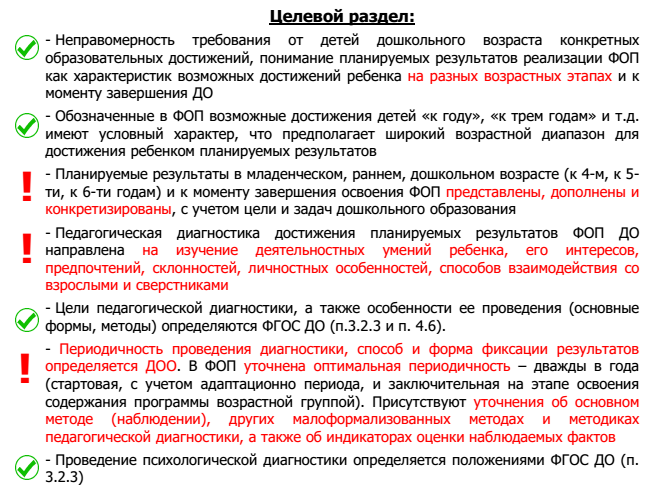 Целевой раздел:
- Неправомерность требования от детей дошкольного возраста конкретных
образовательных достижений, понимание планируемых результатов реализации ФОП
как характеристик возможных достижений ребенка на разных возрастных этапах и к
моменту завершения ДО
- Обозначенные в ФОП возможные достижения детей «к году», «к трем годам» и т.д.
имеют условный характер, что предполагает широкий возрастной диапазон для
достижения ребенком планируемых результатов
- Планируемые результаты в младенческом, раннем, дошкольном возрасте (к 4-м, к 5-
ти, к 6-ти годам) и к моменту завершения освоения ФОП представлены, дополнены и
конкретизированы, с учетом цели и задач дошкольного образования
- Педагогическая диагностика достижения планируемых результатов ФОП ДО
направлена на изучение деятельностных умений ребенка, его интересов,
предпочтений, склонностей, личностных особенностей, способов взаимодействия со
взрослыми и сверстниками
- Цели педагогической диагностики, а также особенности ее проведения (основные
формы, методы) определяются ФГОС ДО (п.3.2.3 и п. 4.6).
- Периодичность проведения диагностики, способ и форма фиксации результатов
определяется ДОО. В ФОП уточнена оптимальная периодичность – дважды в года
(стартовая, с учетом адаптационно периода, и заключительная на этапе освоения
содержания программы возрастной группой). Присутствуют уточнения об основном
методе (наблюдении), других малоформализованных методах и методиках
педагогической диагностики, а также об индикаторах оценки наблюдаемых фактов
- Проведение психологической диагностики определяется положениями ФГОС ДО (п.
3.2.3)